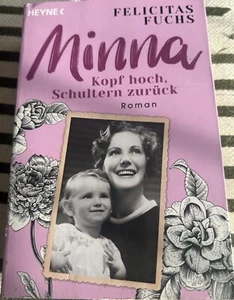 HEYNE
FELICITAS
FUCHS
Minna
Kopf hoch,
Schultern zurück
Roman